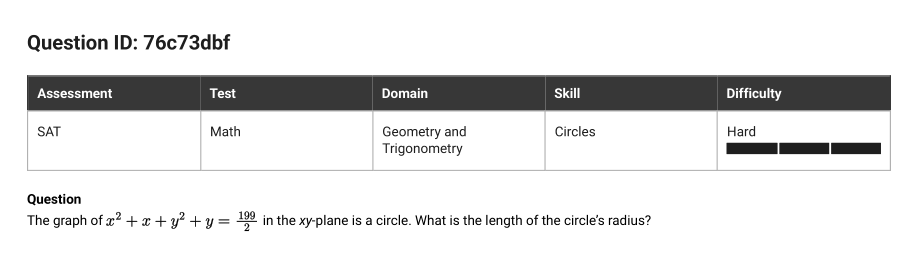 Question ID: 76c73dbf
Assessment Test Domain Skill Difficulty
SAT Math Geometry and Trigonometry Circles Hard
Question
The graph of x² + x + y² + y = 199/2 in the xy-plane is a circle. What is the length of the circle’s radius?